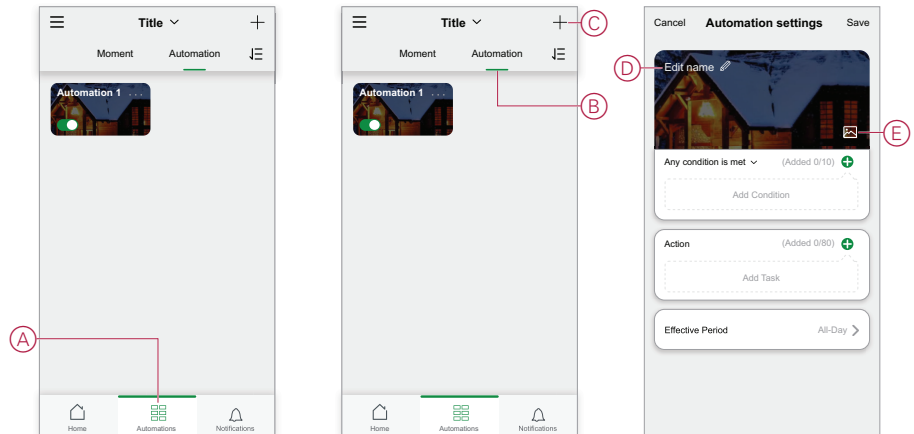 Title
Moment Automation
Automation 1 ...
A
Home Automations Notifications
Title
C
Moment Automation
B
Automation 1 ...
Home Automations Notifications
Cancel Automation settings Save
D
Edit name
E
Any condition is met (Added 0/10)
Add Condition
Action (Added 0/80)
Add Task
Effective Period All-Day